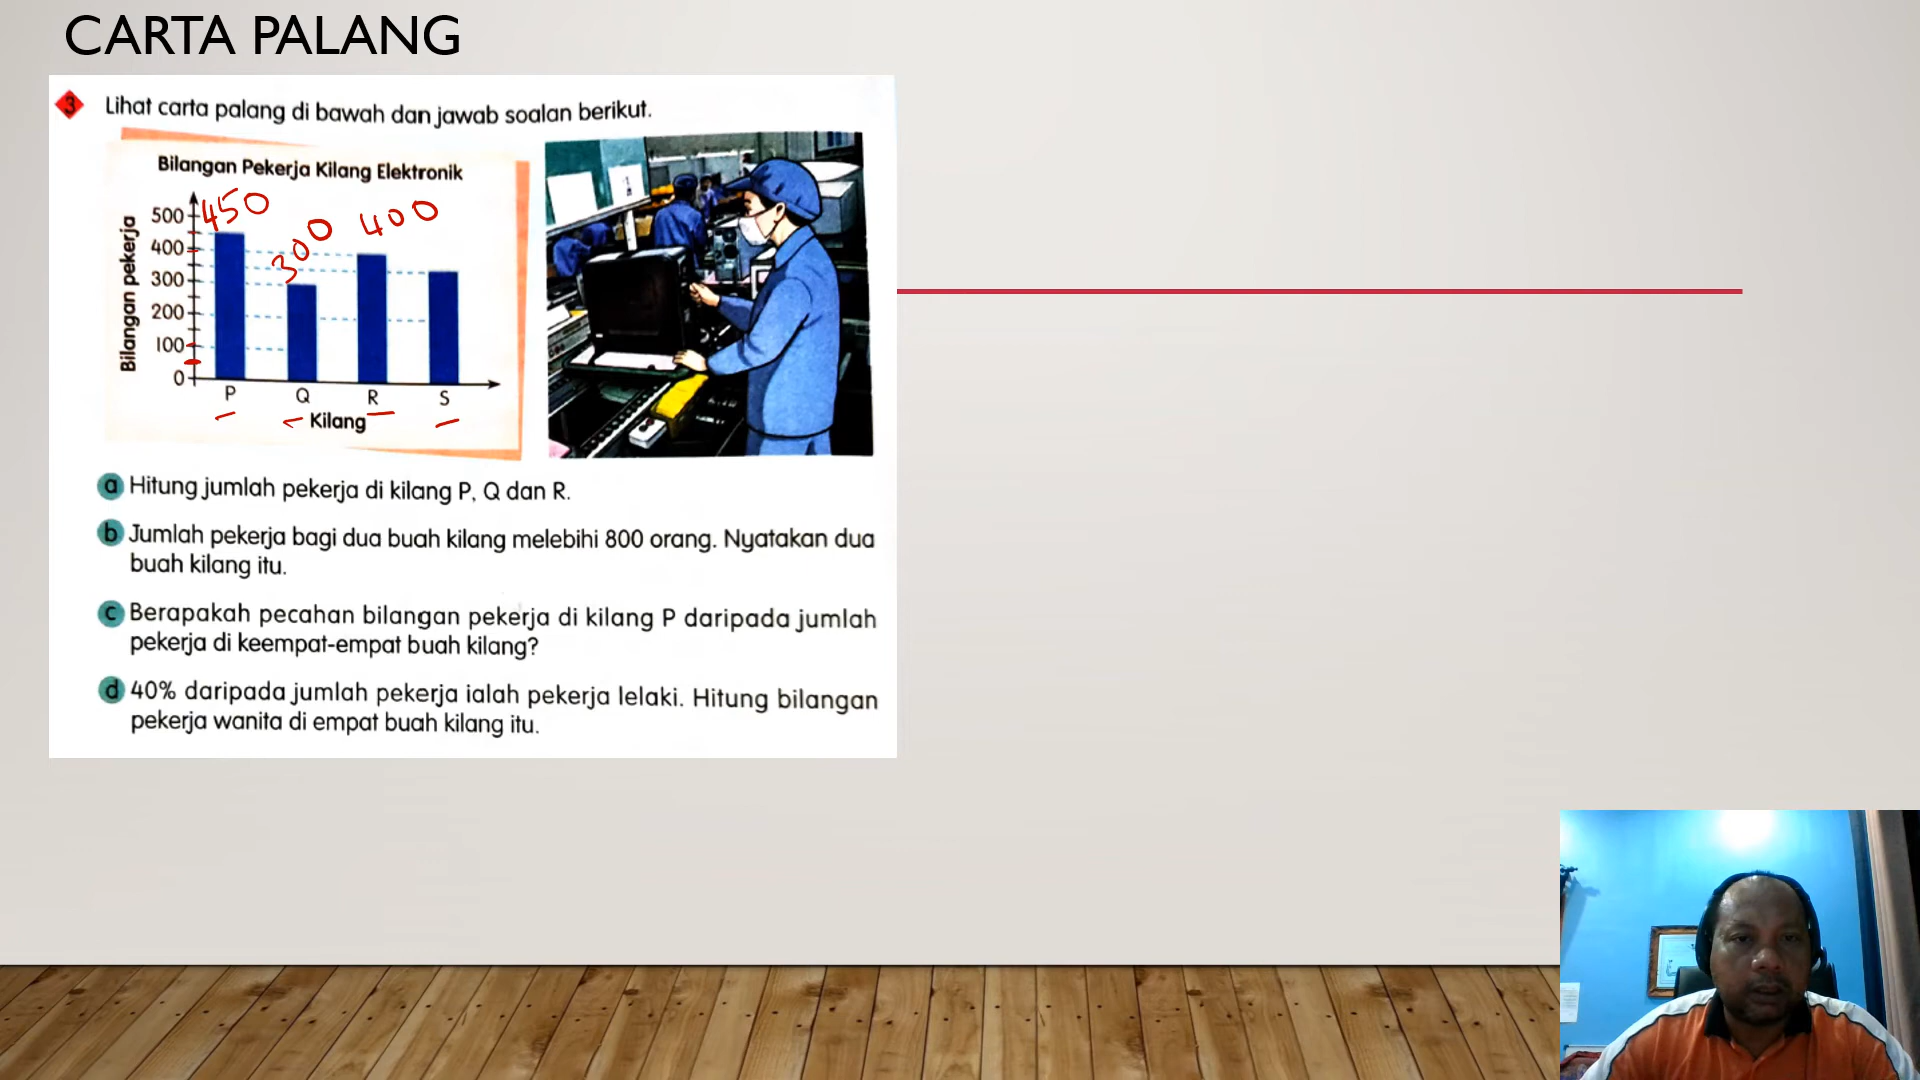 CARTA PALANG
3 Lihat carta palang di bawah dan jawab soalan berikut.
Bilangan Pekerja Kilang Elektronik
Bilangan pekerja
500
400
300
200
100
0
450
300
400
P Q R S
Kilang
a Hitung jumlah pekerja di kilang P, Q dan R.
b Jumlah pekerja bagi dua buah kilang melebihi 800 orang. Nyatakan dua
buah kilang itu.
c Berapakah pecahan bilangan pekerja di kilang P daripada jumlah
pekerja di keempat-empat buah kilang?
d 40% daripada jumlah pekerja ialah pekerja lelaki. Hitung bilangan
pekerja wanita di empat buah kilang itu.